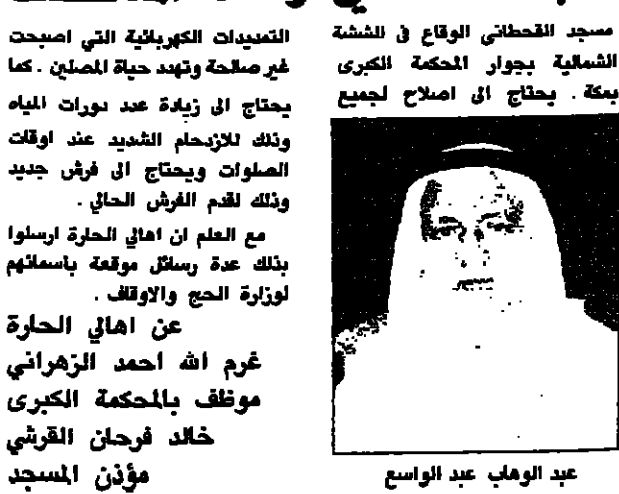 مسجد القحطاني الوقاع في الششة
الشمالية بجوار المحكمة الكبرى
بمكة . يحتاج الى اصلاح لجميع
التمديدات الكهربائية التي اصبحت
غير صالحة وتهدد حياة المصلين . كما
يحتاج الى زيادة عدد دورات المياه
وذلك للازدحام الشديد عند اوقات
الصلوات ويحتاج الى فرش جديد
وذلك لقدم الفرش الحالي .
مع العلم ان اهالي الحارة ارسلوا
بذلك عدة رسائل موقعة باسمائهم
لوزارة الحج والاوقاف .
عن اهالي الحارة
غرم الله احمد الزهراني
موظف بالمحكمة الكبرى
خالد فرحان القرشي
مؤذن المسجد
عبد الوهاب عبد الواسع